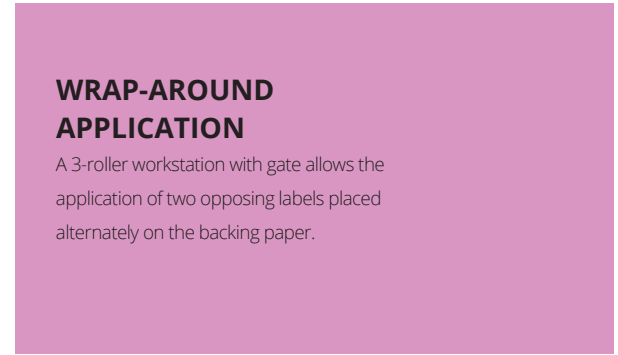 WRAP-AROUND
APPLICATION
A 3-roller workstation with gate allows the
application of two opposing labels placed
alternately on the backing paper.